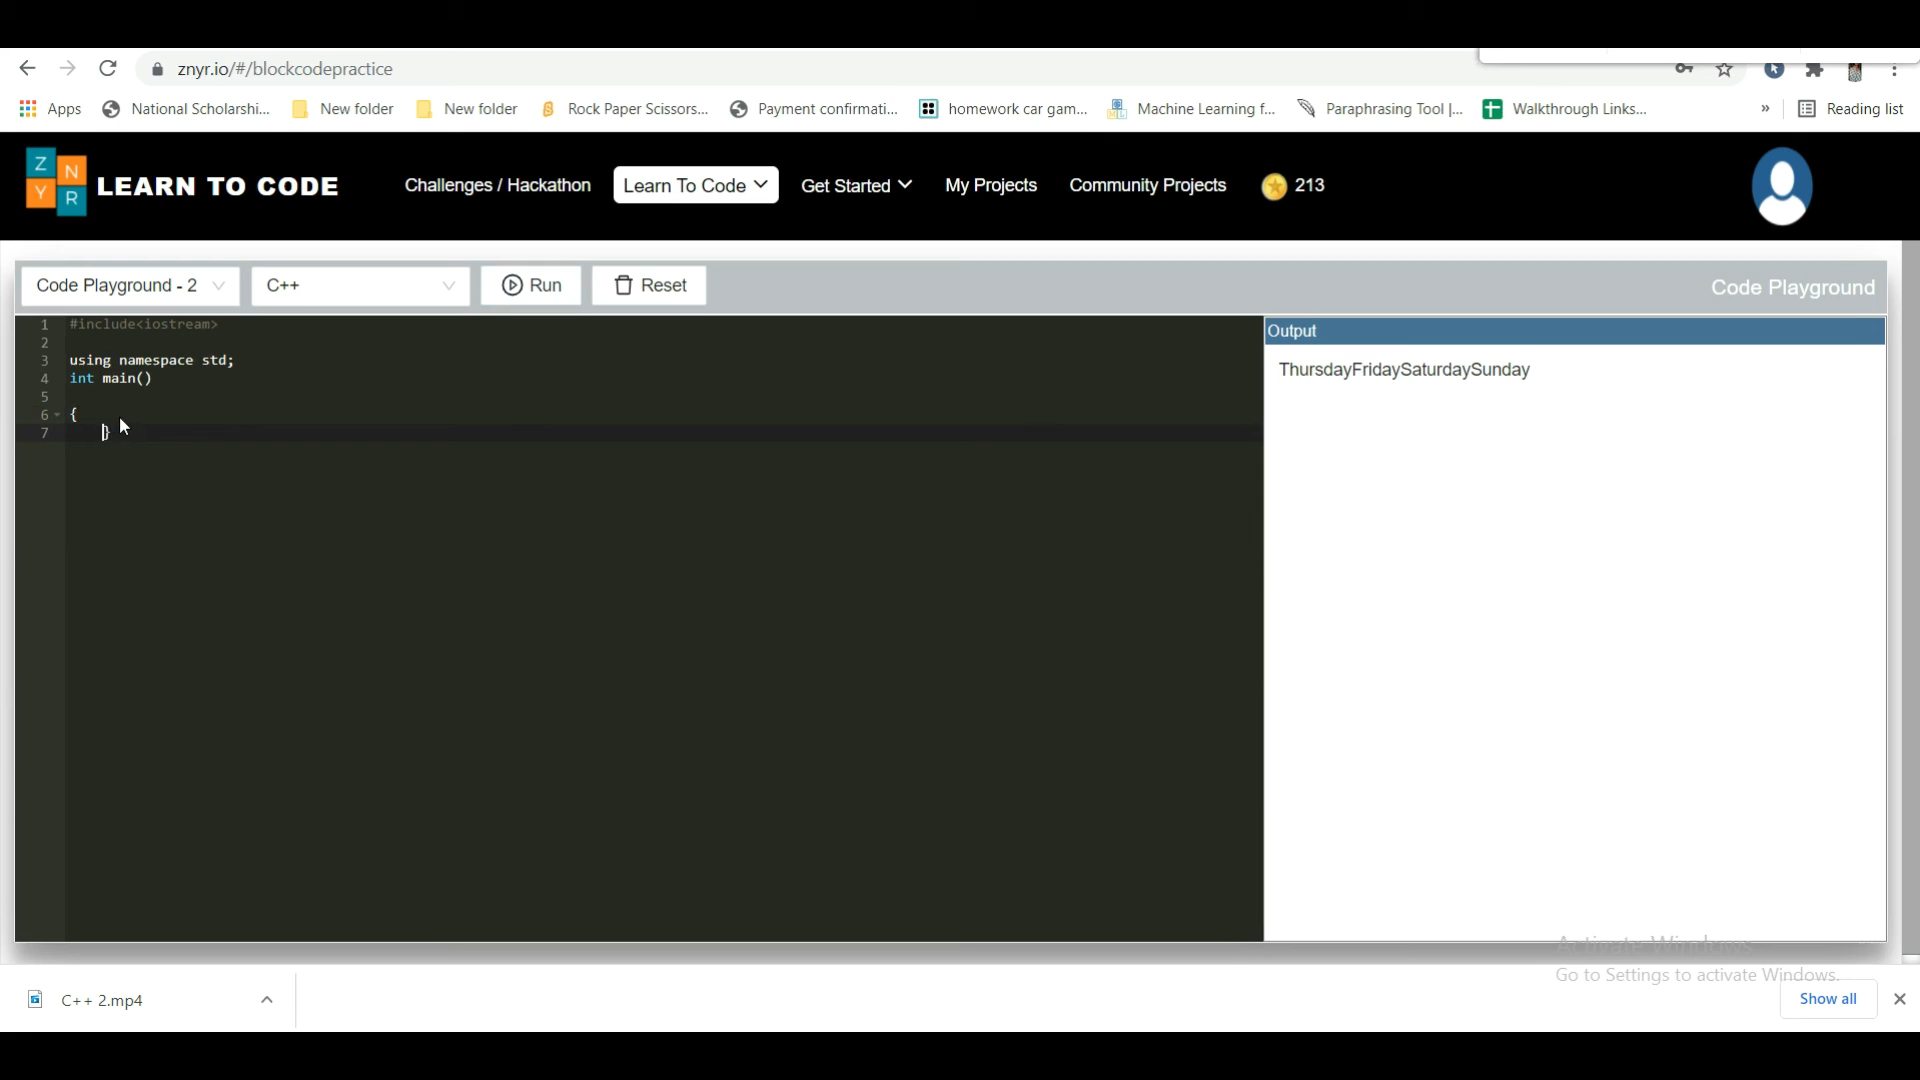 znyr.io/#/blockcodepractice
Apps National Scholarshi... New folder New folder Rock Paper Scissors... Payment confirmati... homework car gam... Machine Learning f... Paraphrasing Tool |... Walkthrough Links... » Reading list
Z N Y R LEARN TO CODE Challenges / Hackathon Learn To Code Get Started My Projects Community Projects 213
Code Playground - 2 C++ Run Reset Code Playground
1 #include<iostream>
2
3 using namespace std;
4 int main()
5
6 {
7 }
Output
ThursdayFridaySaturdaySunday
Activate Windows
Go to Settings to activate Windows.
C++ 2.mp4 Show all